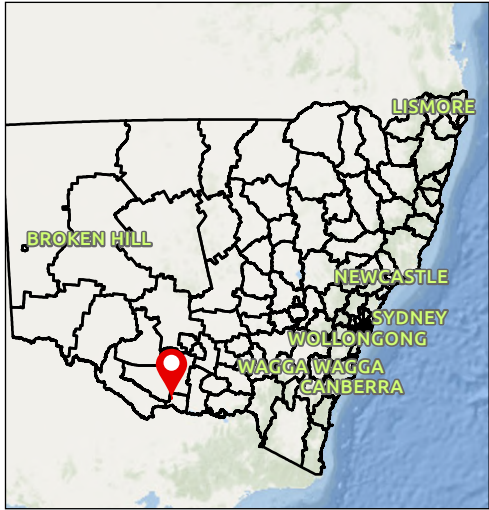 LISMORE
BROKEN HILL
NEWCASTLE
SYDNEY
WOLLONGONG
WAGGA WAGGA
CANBERRA